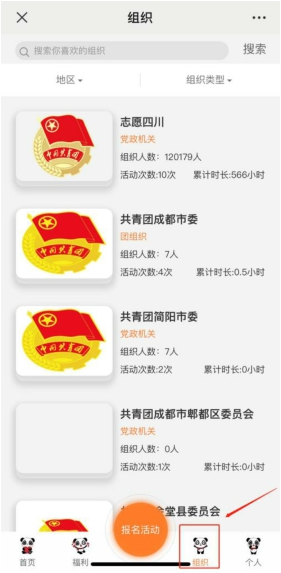 组织
搜索你喜欢的组织 搜索
地区 组织类型
志愿四川
党政机关
组织人数：120179人
活动次数:10次 累计时长:566小时
共青团成都市委
团组织
组织人数：7人
活动次数:4次 累计时长:0.5小时
共青团简阳市委
党政机关
组织人数：7人
活动次数:2次 累计时长:0小时
共青团成都市郫都区委员会
党政机关
组织人数：0人
活动次数:1次 累计时长:0小时
堂县委员会
报名活动
首页 福利 组织 个人
中国共青团
中国共青团
中国共青团